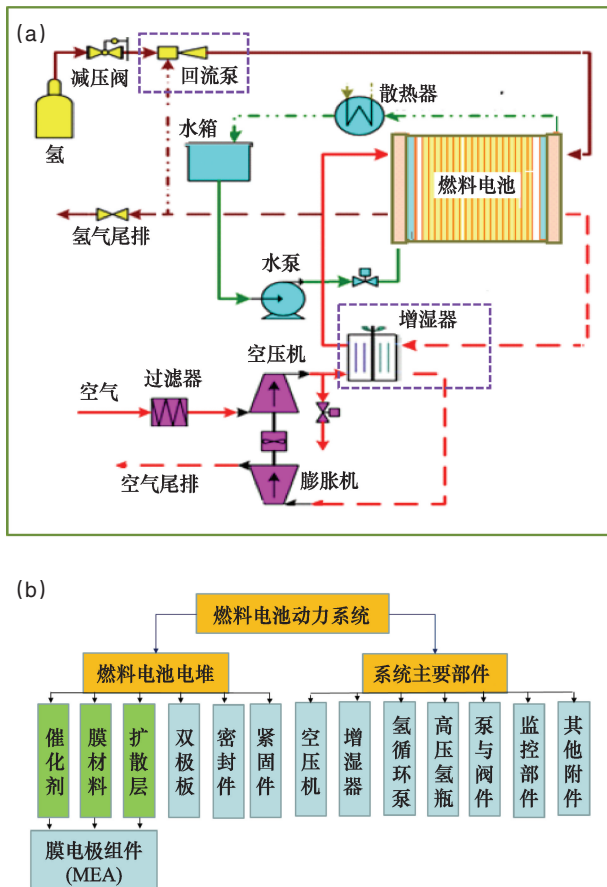 (a)
减压阀
回流泵
氢
散热器
水箱
燃料电池
氢气尾排
水泵
增湿器
空压机
过滤器
空气
空气尾排
膨胀机
(b)
燃料电池动力系统
燃料电池电堆
系统主要部件
催化剂
膜材料
扩散层
双极板
密封件
紧固件
空压机
增湿器
氢循环泵
高压氢瓶
泵与阀件
监控部件
其他附件
膜电极组件
(MEA)